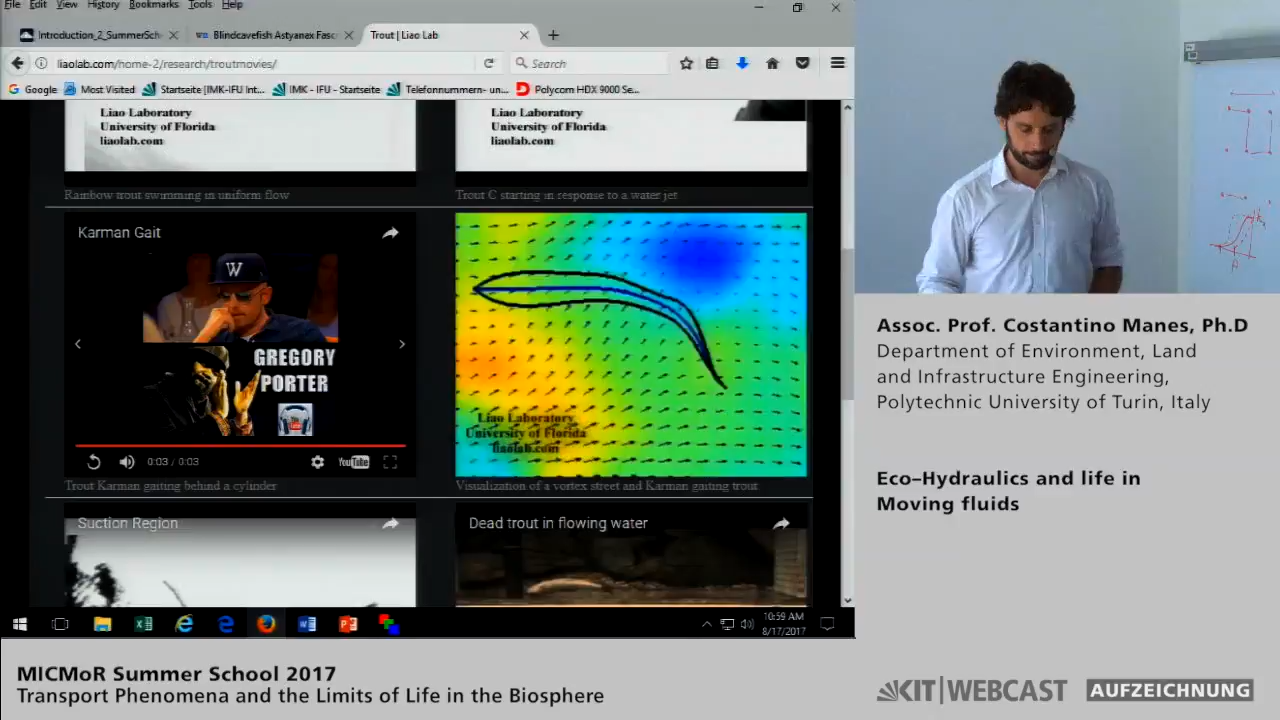 File Edit View History Bookmarks Tools Help
Introduction_2_SummerSch
Blindcavefish Astyanax Fasc
Trout | Liao Lab
liaolab.com/home-2/research/troutmovies/
Search
Google
Most Visited
Startseite [IMK-IFU Int...
IMK - IFU - Startseite
Telefonnummern- un...
Polycom HDX 9000 Se...
Liao Laboratory
University of Florida
liaolab.com
Liao Laboratory
University of Florida
liaolab.com
Rainbow trout swimming in uniform flow
Trout C starting in response to a water jet
Karman Gait
W
GREGORY
PORTER
0:03 / 0:03
YouTube
Liao Laboratory
University of Florida
liaolab.com
Trout Karman gaiting behind a cylinder
Visualization of a vortex street and Karman gaiting trout
Suction Region
Dead trout in flowing water
10:59 AM
8/17/2017
Assoc. Prof. Costantino Manes, Ph.D
Department of Environment, Land
and Infrastructure Engineering,
Polytechnic University of Turin, Italy
Eco–Hydraulics and life in
Moving fluids
MICMoR Summer School 2017
Transport Phenomena and the Limits of Life in the Biosphere
KIT|WEBCAST
AUFZEICHNUNG